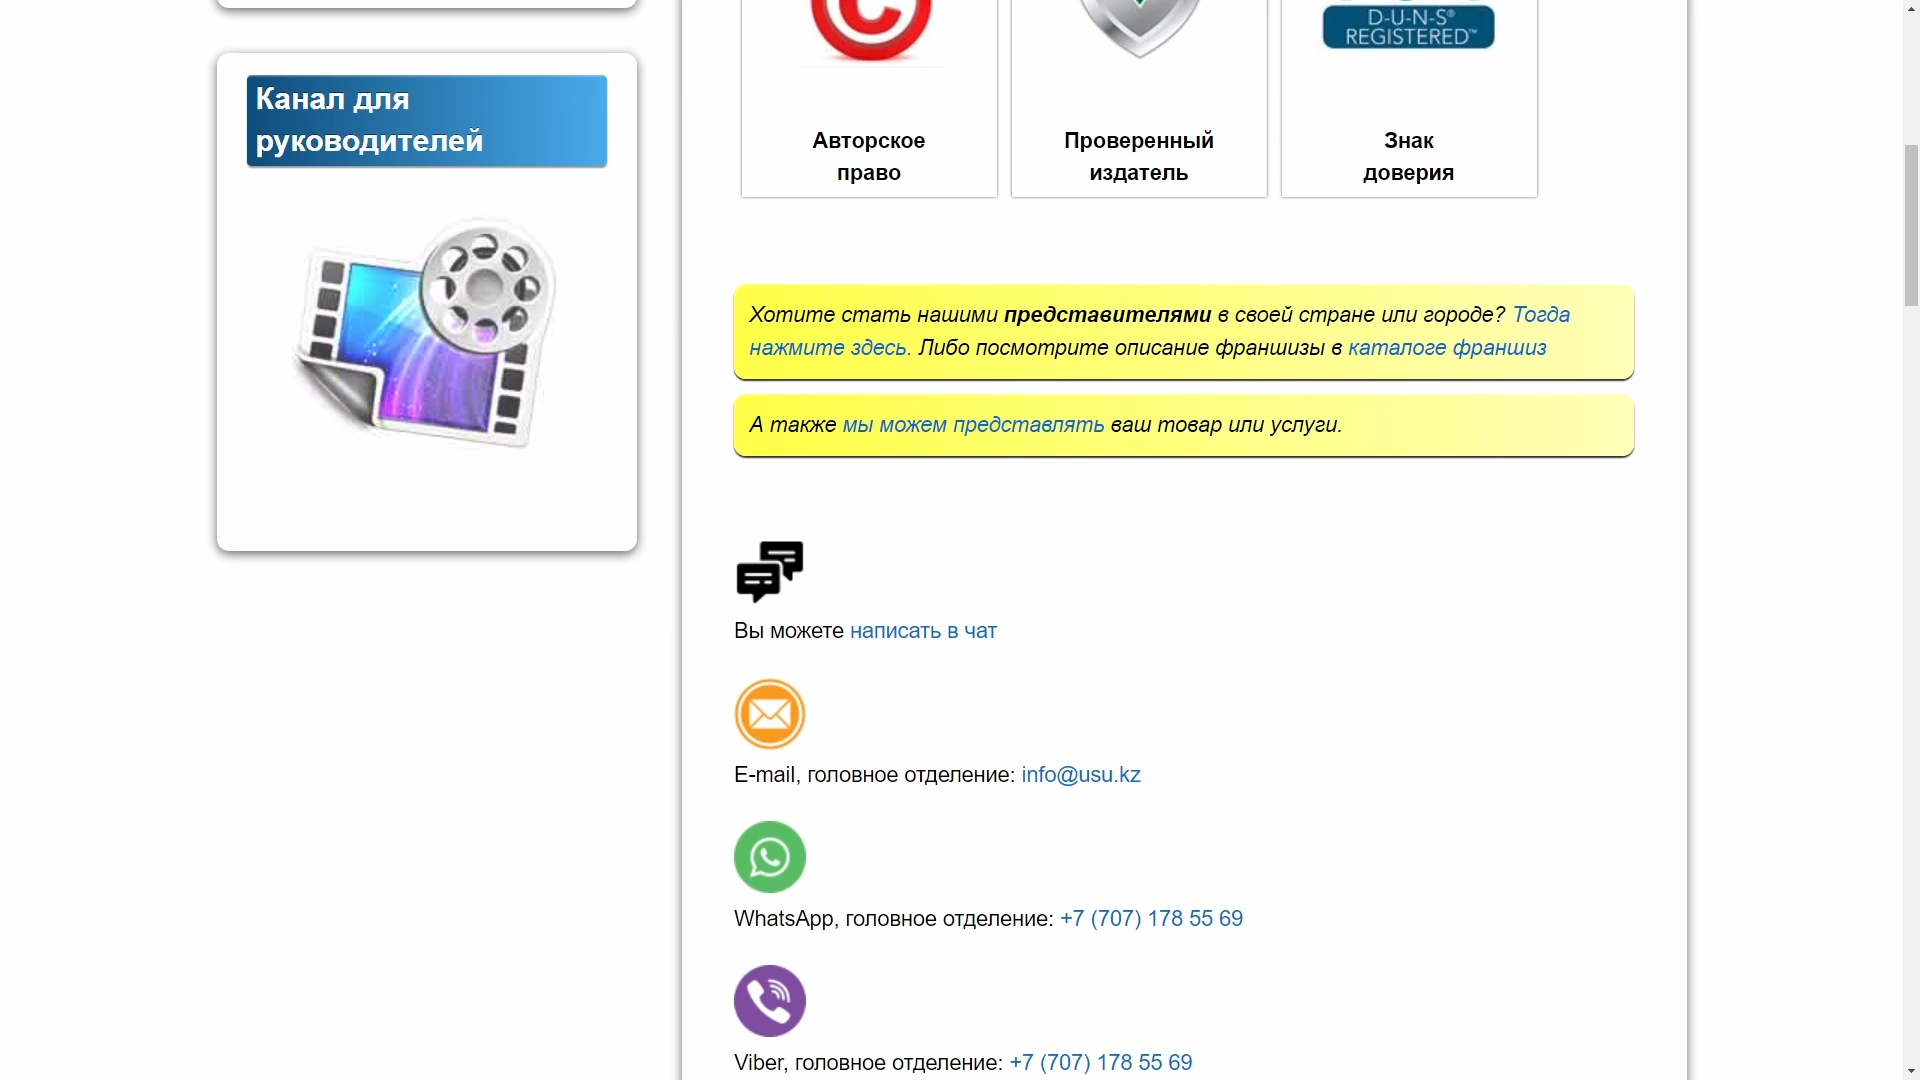 Канал для
руководителей
D-U-N-S®
REGISTERED™
Авторское
право
Проверенный
издатель
Знак
доверия
Хотите стать нашими представителями в своей стране или городе? Тогда
нажмите здесь. Либо посмотрите описание франшизы в каталоге франшиз
А также мы можем представлять ваш товар или услуги.
Вы можете написать в чат
E-mail, головное отделение: info@usu.kz
WhatsApp, головное отделение: +7 (707) 178 55 69
Viber, головное отделение: +7 (707) 178 55 69